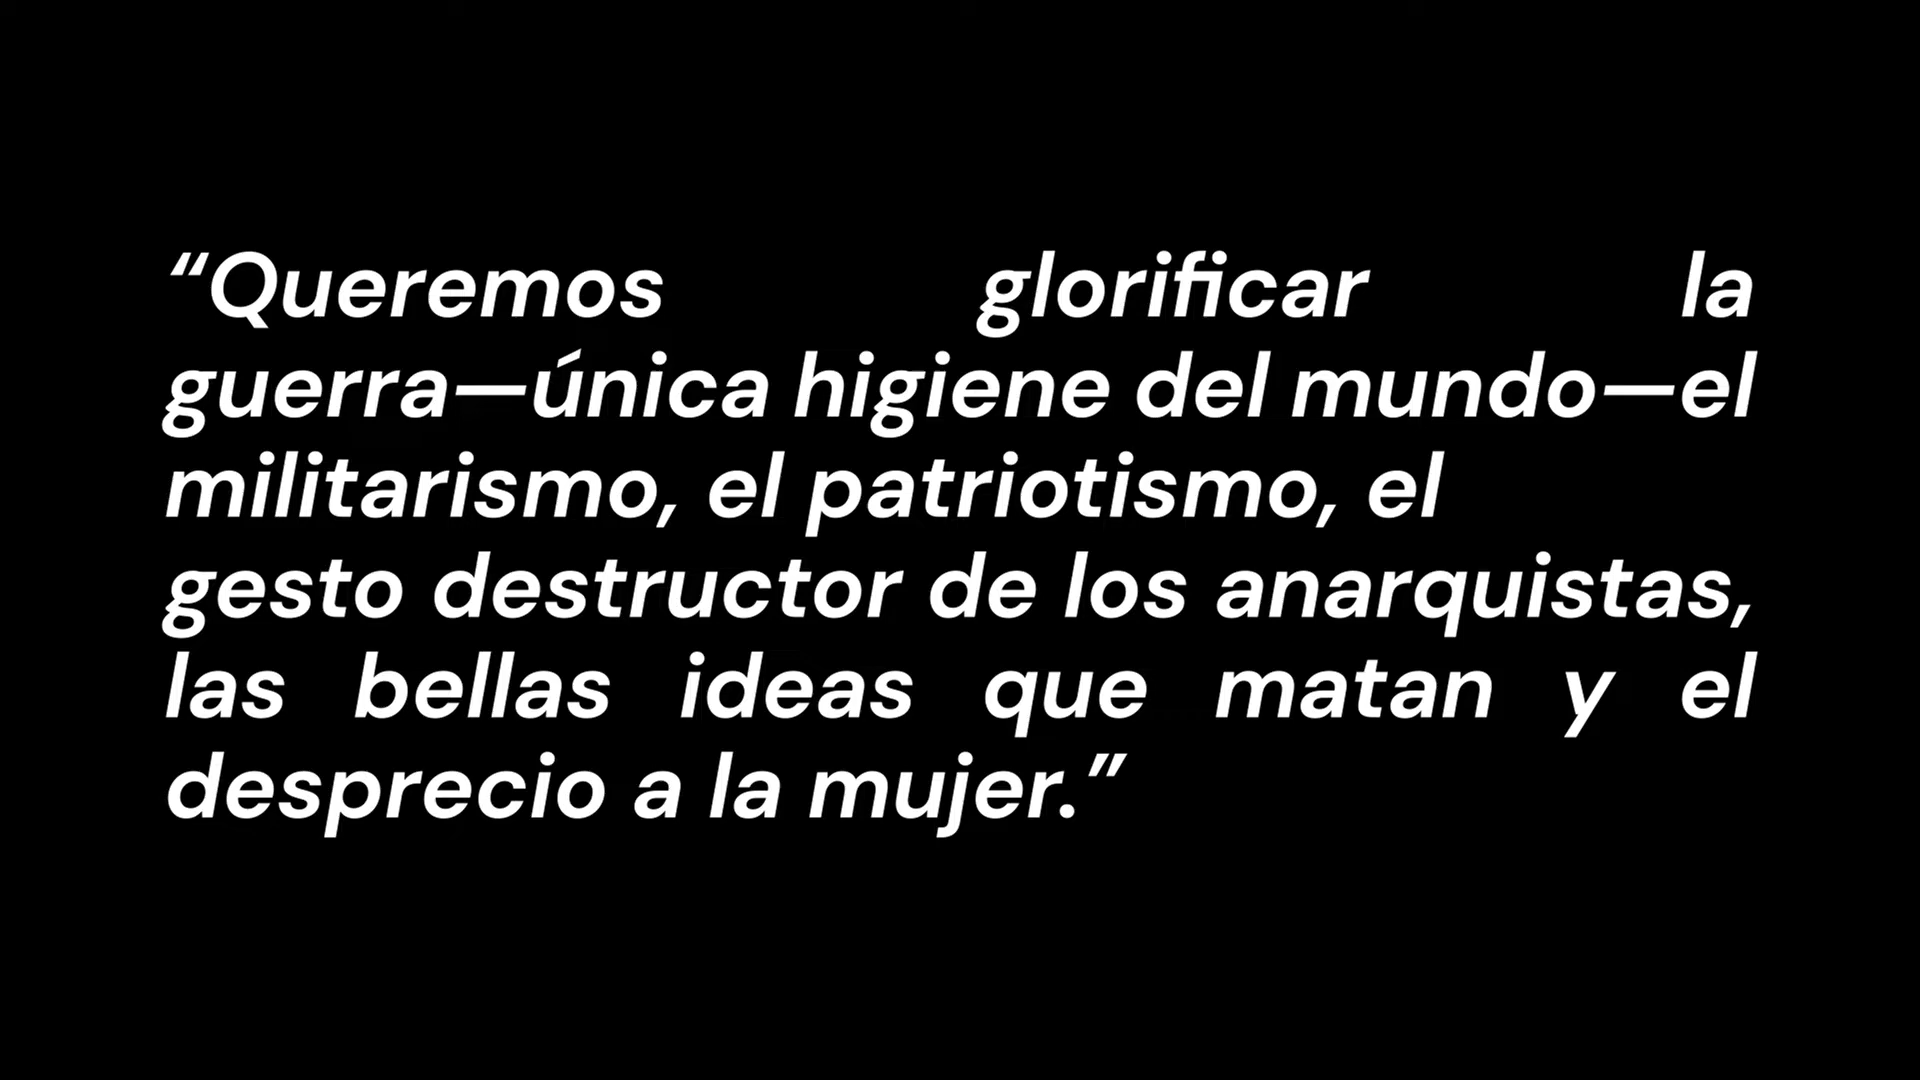 “Queremos glorificar la
guerra—única higiene del mundo—el
militarismo, el patriotismo, el
gesto destructor de los anarquistas,
las bellas ideas que matan y el
desprecio a la mujer.”